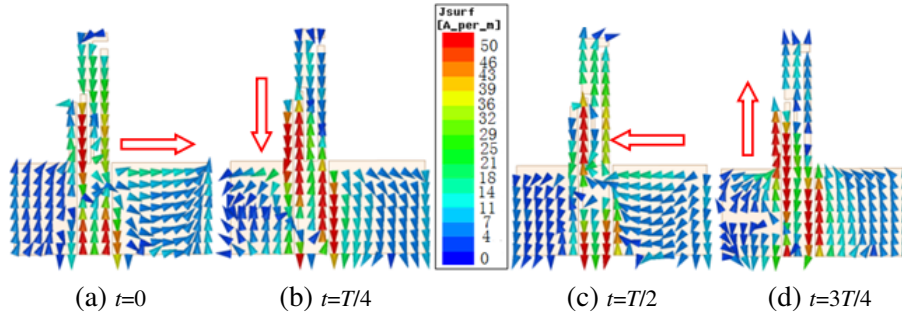 Jsurf
[A_per_m]
50
46
43
39
36
32
29
25
21
18
14
11
7
4
0
(a) t=0
(b) t=T/4
(c) t=T/2
(d) t=3T/4